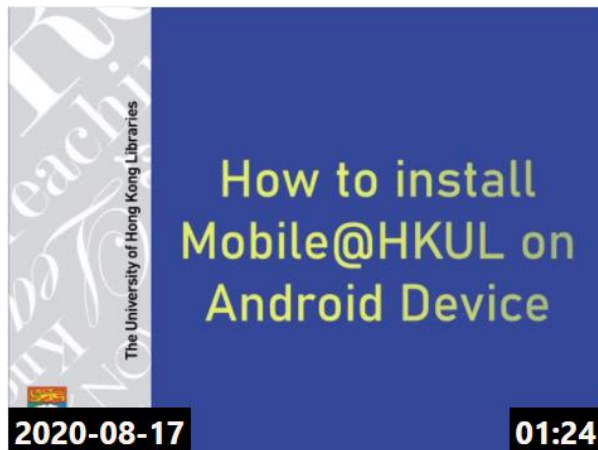 The University of Hong Kong Libraries
How to install
Mobile@HKUL on
Android Device
2020-08-17
01:24